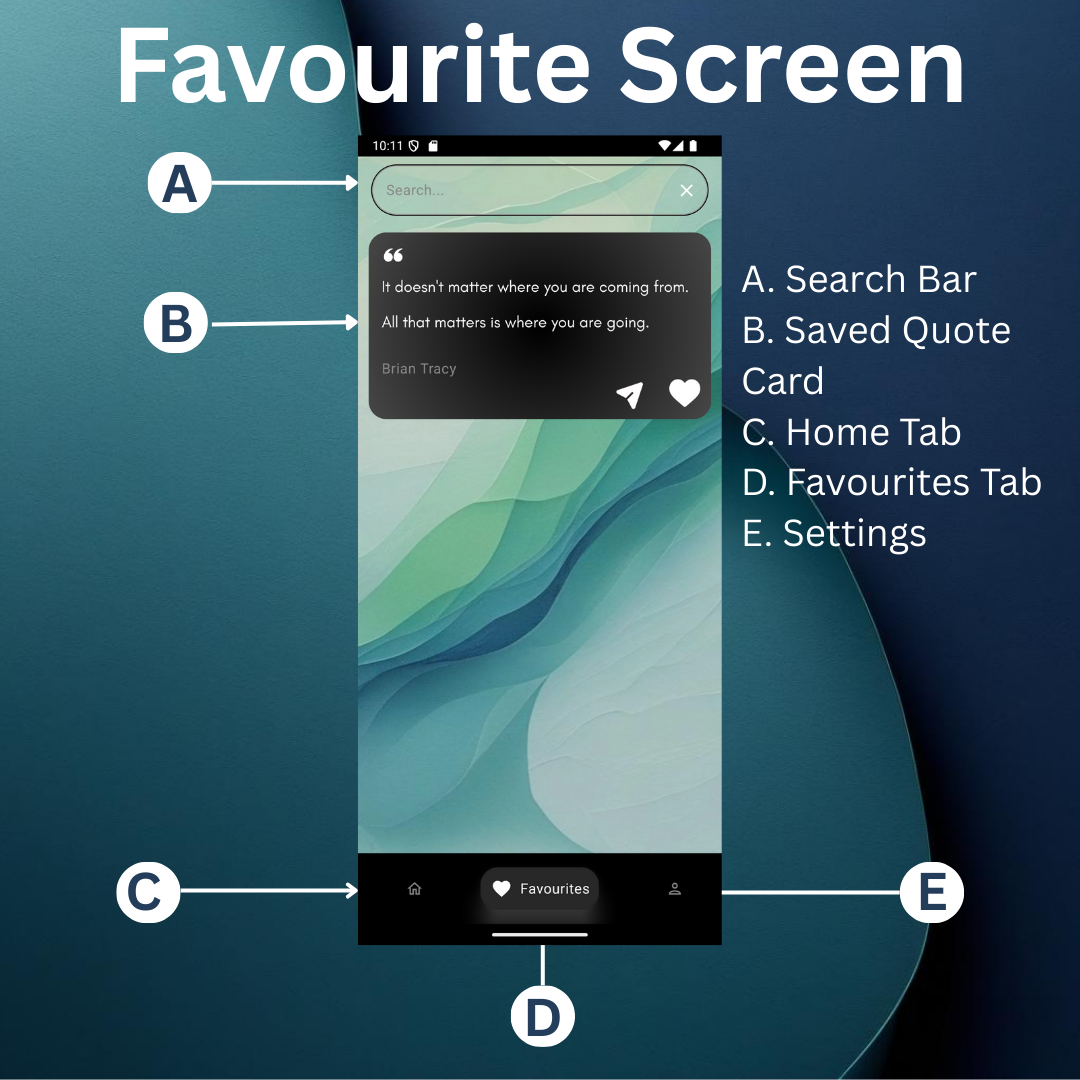 Favourite Screen
10:11
A
Search...
“
It doesn't matter where you are coming from.
B
All that matters is where you are going.
Brian Tracy
A. Search Bar
B. Saved Quote
Card
C. Home Tab
D. Favourites Tab
E. Settings
C
Favourites
E
D